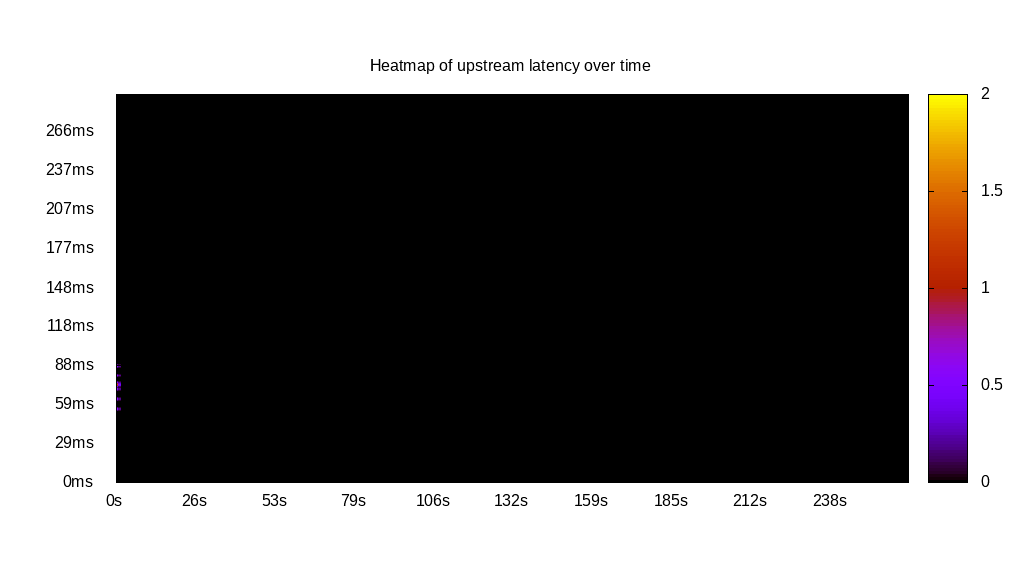 Heatmap of upstream latency over time
266ms
237ms
207ms
177ms
148ms
118ms
88ms
59ms
29ms
0ms
0s 26s 53s 79s 106s 132s 159s 185s 212s 238s
2
1.5
1
0.5
0